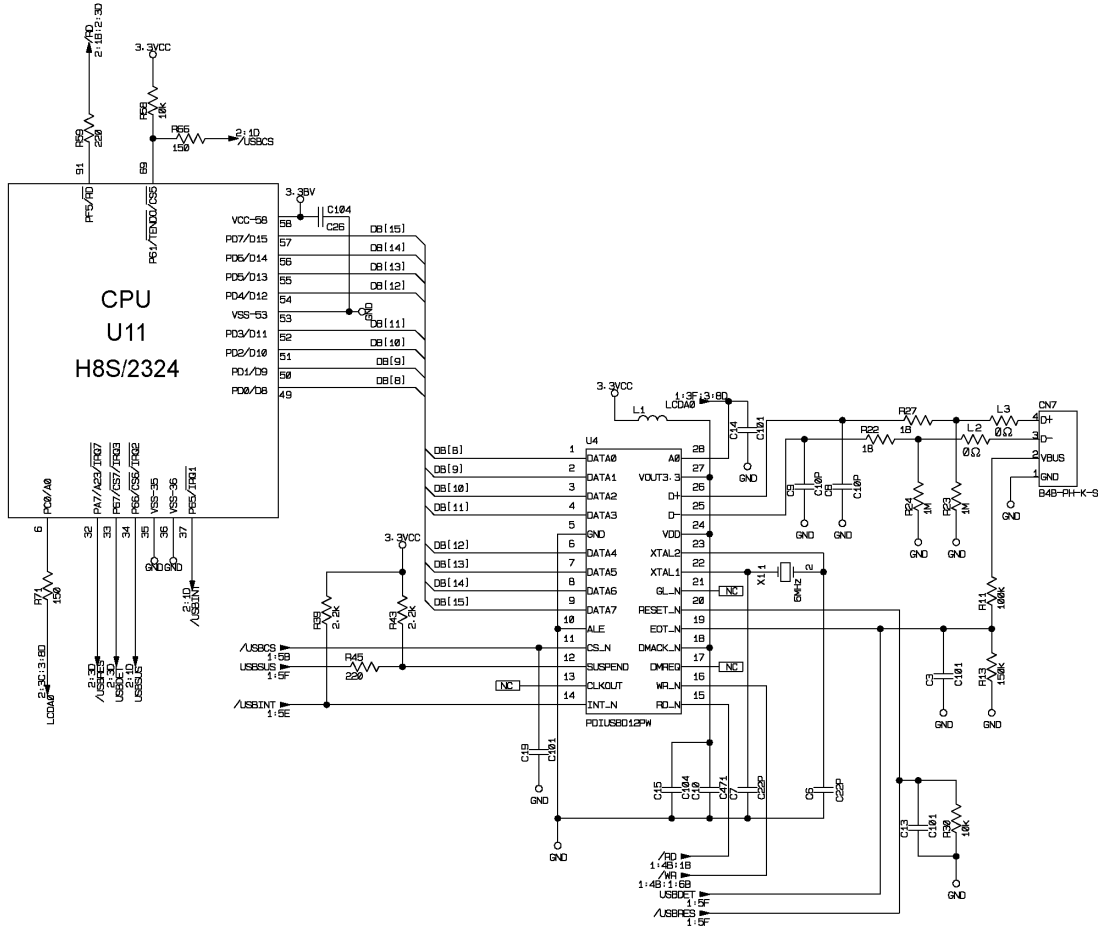 /RD
2:1B:2:3D
3.3VCC
R58
10K
R59
220
R66
150
2:1D
/USBCS
91
69
PF5/RD
P61/TEND0/CS5
3.3BV
C104
C26
VCC-58
58
PD7/D15
57
DB[15]
PD6/D14
56
DB[14]
PD5/D13
55
DB[13]
PD4/D12
54
DB[12]
VSS-53
53
GND
PD3/D11
52
DB[11]
PD2/D10
51
DB[10]
PD1/D9
50
DB[9]
PD0/D8
49
DB[8]
CPU
U11
H8S/2324
PC0/A0
PA7/A23/IRQ7
P67/CS7/IRQ3
P66/CS6/IRQ2
VSS-35
VSS-36
P65/IRQ1
6
32
33
34
35
36
37
GND
GND
R71
150
2:3C:3:8D
LCDA0
2:3D
/USBRES
2:3D
USBDET
2:1D
USBSUS
2:1D
/USBINT
3.3VCC
R39
2.2K
R43
2.2K
/USBCS
1:5B
USBSUS
1:5F
R45
220
NC
/USBINT
1:5E
C19
C101
GND
3.3VCC
L1
1:3F:3:8D
LCDA0
C14
C101
GND
U4
DB[8]
1
DATA0
A0
28
DB[9]
2
DATA1
VOUT3.3
27
DB[10]
3
DATA2
D+
26
DB[11]
4
DATA3
D-
25
5
GND
VDD
24
DB[12]
6
DATA4
XTAL2
23
DB[13]
7
DATA5
XTAL1
22
DB[14]
8
DATA6
GL_N
21
NC
DB[15]
9
DATA7
RESET_N
20
10
ALE
EOT_N
19
11
CS_N
DMACK_N
18
12
SUSPEND
DMREQ
17
NC
13
CLKOUT
WR_N
16
14
INT_N
RD_N
15
PDIUSBD12PW
X1
1
2
6MHz
C9
C10P
GND
C8
C10P
GND
R22
18
R27
18
R24
1M
GND
R23
1M
GND
L3
0Ω
L2
0Ω
CN7
4
D+
3
D-
2
VBUS
1
GND
B4B-PH-K-S
GND
R11
100K
R13
150K
GND
C3
C101
GND
C15
C104
C10
C471
C7
C22P
C6
C22P
GND
C13
C101
R30
10K
GND
/RD
1:4B:1B
/WR
1:4B:1:6B
USBDET
1:5F
/USBRES
1:5F